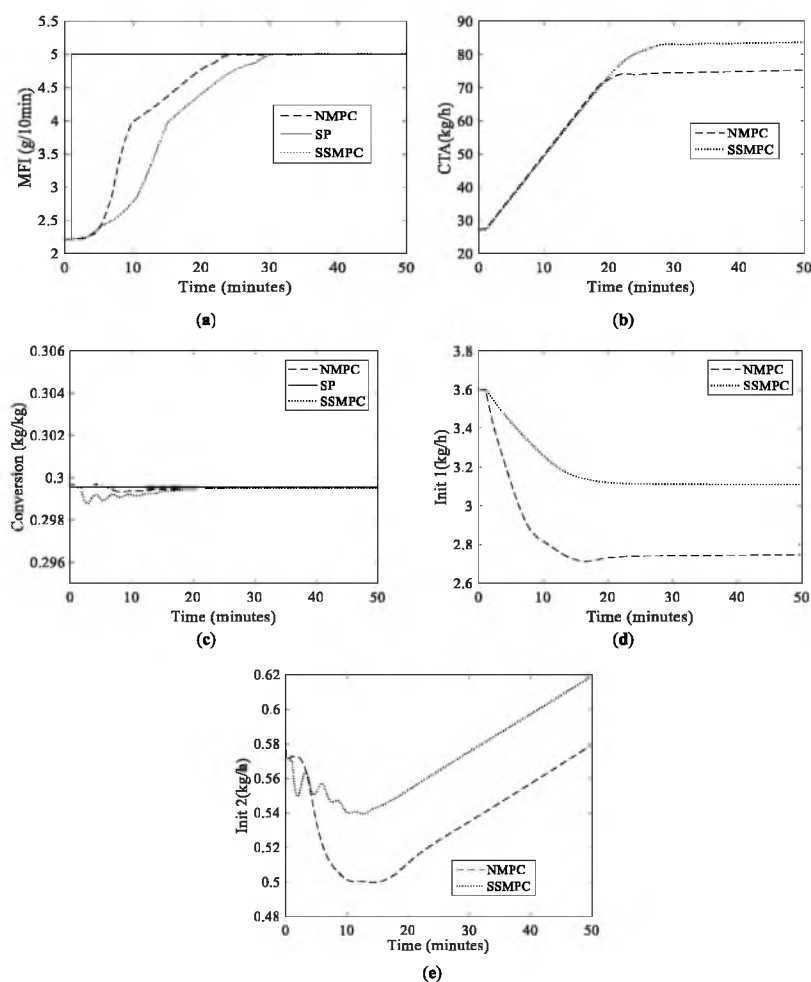 5.5
5
4.5
4
3.5
3
2.5
2
MFI (g/10min)
NMPC
SP
SSMPC
0 10 20 30 40 50
Time (minutes)
(a)
90
80
70
60
50
40
30
20
CTA(kg/h)
NMPC
SSMPC
0 10 20 30 40 50
Time (minutes)
(b)
0.306
0.304
0.302
0.3
0.298
0.296
Conversion (kg/kg)
NMPC
SP
SSMPC
0 10 20 30 40 50
Time (minutes)
(c)
3.8
3.6
3.4
3.2
3
2.8
2.6
Init 1(kg/h)
NMPC
SSMPC
0 10 20 30 40 50
Time (minutes)
(d)
0.62
0.6
0.58
0.56
0.54
0.52
0.5
0.48
Init 2(kg/h)
NMPC
SSMPC
0 10 20 30 40 50
Time (minutes)
(e)